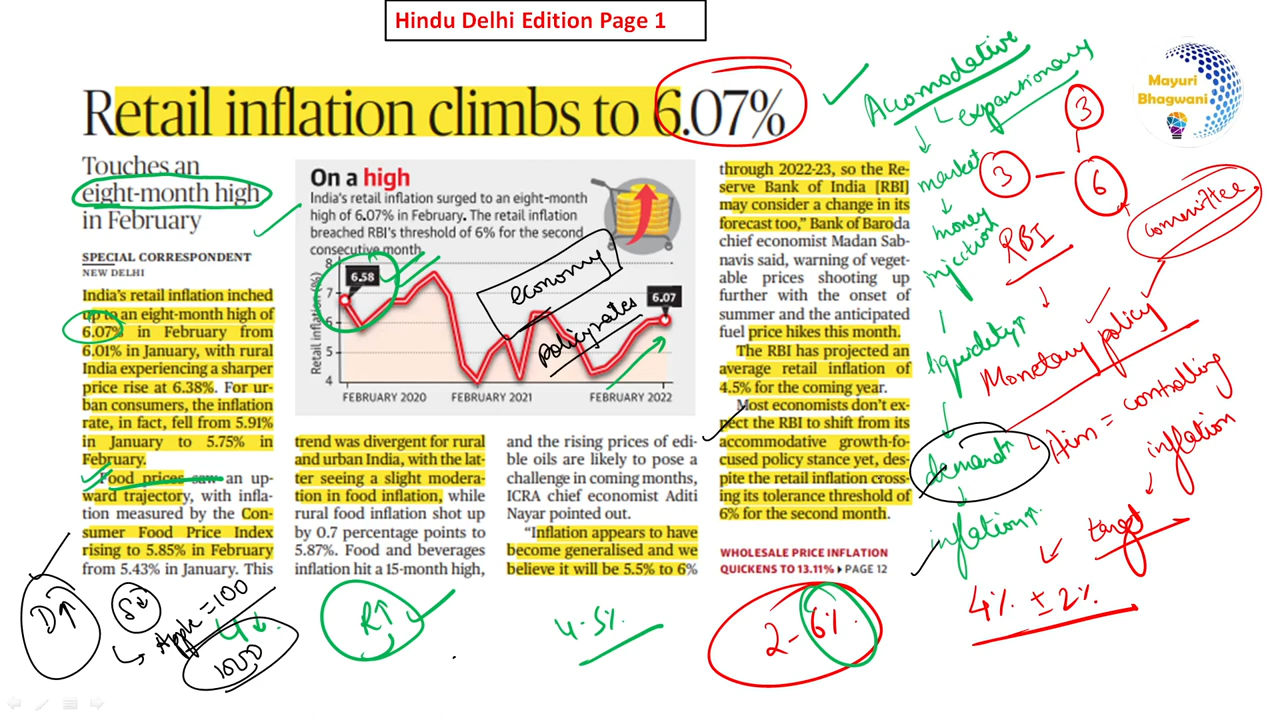 Hindu Delhi Edition Page 1
Retail inflation climbs to 6.07%
Touches an
eight-month high
in February
SPECIAL CORRESPONDENT
NEW DELHI
India's retail inflation inched
up to an eight-month high of
6.07% in February from
6.01% in January, with rural
India experiencing a sharper
price rise at 6.38%. For ur-
ban consumers, the inflation
rate, in fact, fell from 5.91%
in January to 5.75% in
February.
Food prices saw an up-
ward trajectory, with infla-
tion measured by the Con-
sumer Food Price Index
rising to 5.85% in February
from 5.43% in January. This
On a high
India's retail inflation surged to an eight-month
high of 6.07% in February. The retail inflation
breached RBI's threshold of 6% for the second
consecutive month
Retail inflation (%)
8
7
6
5
4
6.58
6.07
FEBRUARY 2020
FEBRUARY 2021
FEBRUARY 2022
economy
policy rates
trend was divergent for rural
and urban India, with the lat-
ter seeing a slight modera-
tion in food inflation, while
rural food inflation shot up
by 0.7 percentage points to
5.87%. Food and beverages
inflation hit a 15-month high,
and the rising prices of edi-
ble oils are likely to pose a
challenge in coming months,
ICRA chief economist Aditi
Nayar pointed out.
"Inflation appears to have
become generalised and we
believe it will be 5.5% to 6%
through 2022-23, so the Re-
serve Bank of India [RBI]
may consider a change in its
forecast too," Bank of Baroda
chief economist Madan Sab-
navis said, warning of veget-
able prices shooting up
further with the onset of
summer and the anticipated
fuel price hikes this month.
The RBI has projected an
average retail inflation of
4.5% for the coming year.
Most economists don't ex-
pect the RBI to shift from its
accommodative growth-fo-
cused policy stance yet, des-
pite the retail inflation cross-
ing its tolerance threshold of
6% for the second month.
WHOLESALE PRICE INFLATION
QUICKENS TO 13.11% ▸ PAGE 12
Accomodative
expansionary
market
money
injection
liquidity↑
demand↑
inflation↑
3
3
6
committee
RBI
Monetary policy
Aim = controlling
inflation
target
4% ± 2%
Mayuri
Bhagwani
D↑
S↓
Apple = 100
4↓
R↑
4-5%
2-6%